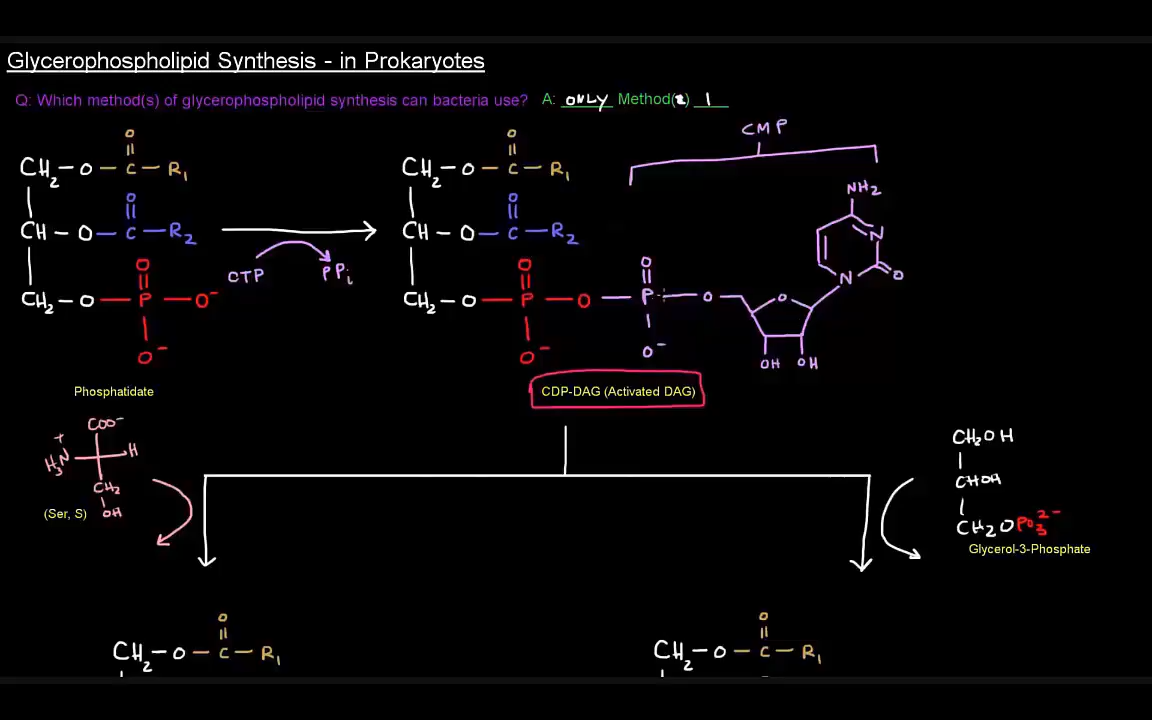 Glycerophospholipid Synthesis - in Prokaryotes
Q: Which method(s) of glycerophospholipid synthesis can bacteria use? A: ONLY Method(s) 1
CMP
O
CH2-O-C-R1
O
CH-O-C-R2
O
CH2-O-P-O-
O-
CTP
PPi
O
CH2-O-C-R1
O
CH-O-C-R2
O
CH2-O-P-O-P-O
O
O-
O-
NH2
N
N
O
O
OH OH
Phosphatidate
CDP-DAG (Activated DAG)
COO-
+
H3N
H
CH2
OH
(Ser, S)
CH2OH
CHOH
CH2OPO3 2-
Glycerol-3-Phosphate
O
CH2-O-C-R1
O
CH2-O-C-R1